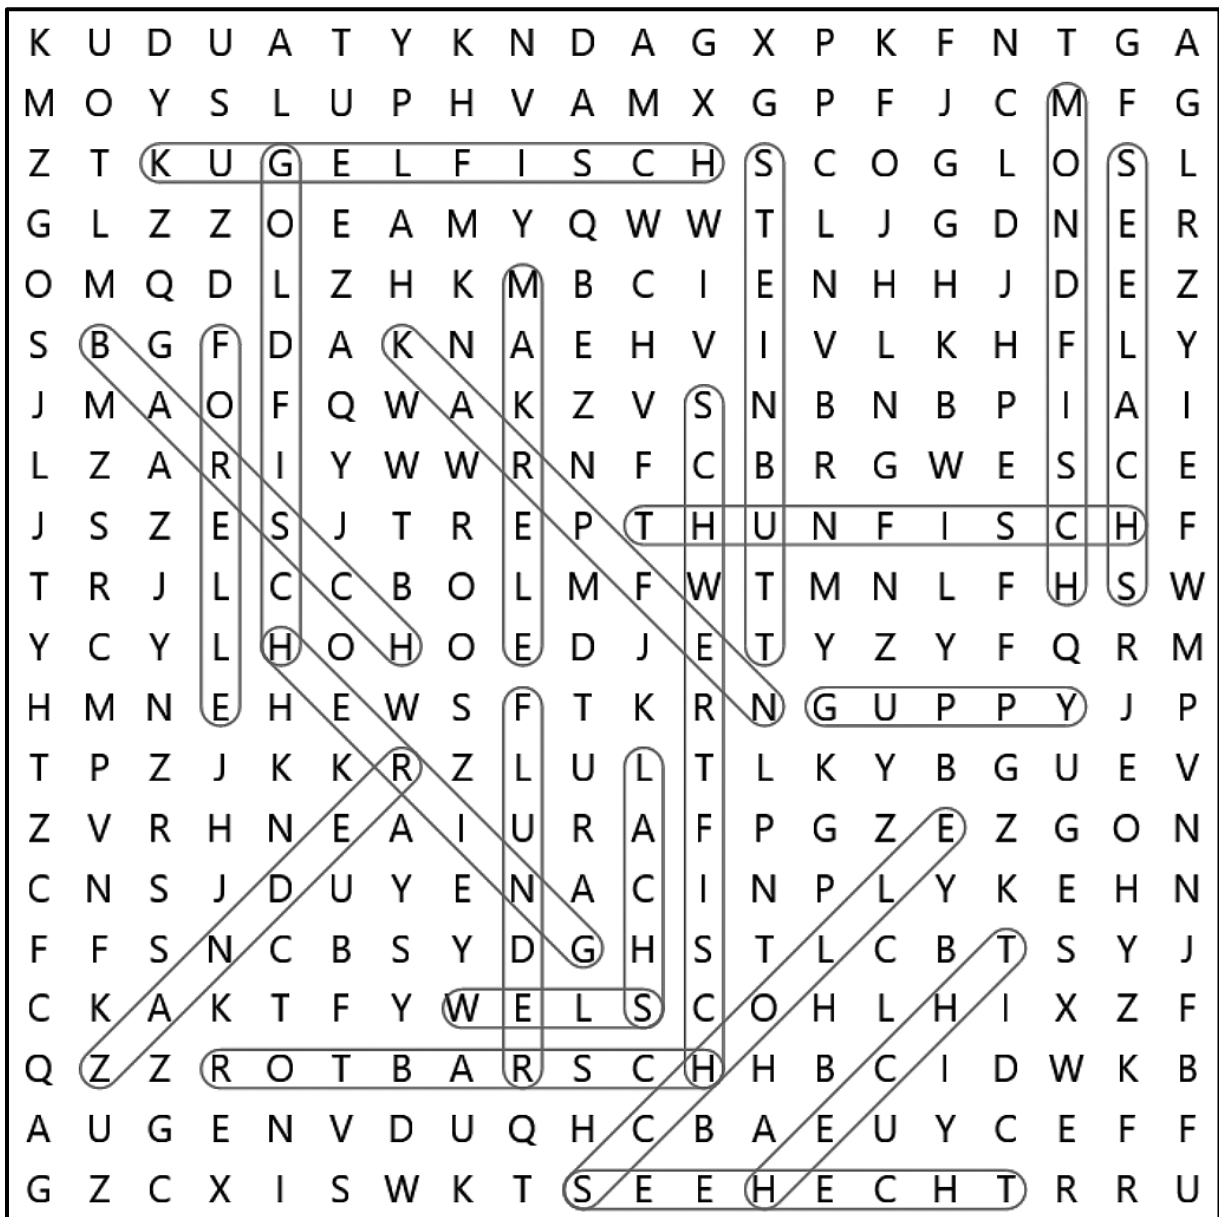 K U D U A T Y K N D A G X P K F N T G A
M O Y S L U P H V A M X G P F J C M F G
Z T K U G E L F I S C H S C O G L O S L
G L Z Z O E A M Y Q W W T L J G D N E R
O M Q D L Z H K M B C I E N H H J D E Z
S B G F D A K N A E H V I V L K H F L Y
J M A O F Q W A K Z V S N B N B P I A I
L Z A R I Y W W R N F C B R G W E S C E
J S Z E S J T R E P T H U N F I S C H F
T R J L C C B O L M F W T M N L F H S W
Y C Y L H O H O E D J E T Y Z Y F Q R M
H M N E H E W S F T K R N G U P P Y J P
T P Z J K K R Z L U L T L K Y B G U E V
Z V R H N E A I U R A F P G Z E Z G O N
C N S J D U Y E N A C I N P L Y K E H N
F F S N C B S Y D G H S T L C B T S Y J
C K A K T F Y W E L S C O H L H I X Z F
Q Z Z R O T B A R S C H H B C I D W K B
A U G E N V D U Q H C B A E U Y C E F F
G Z C X I S W K T S E E H E C H T R R U